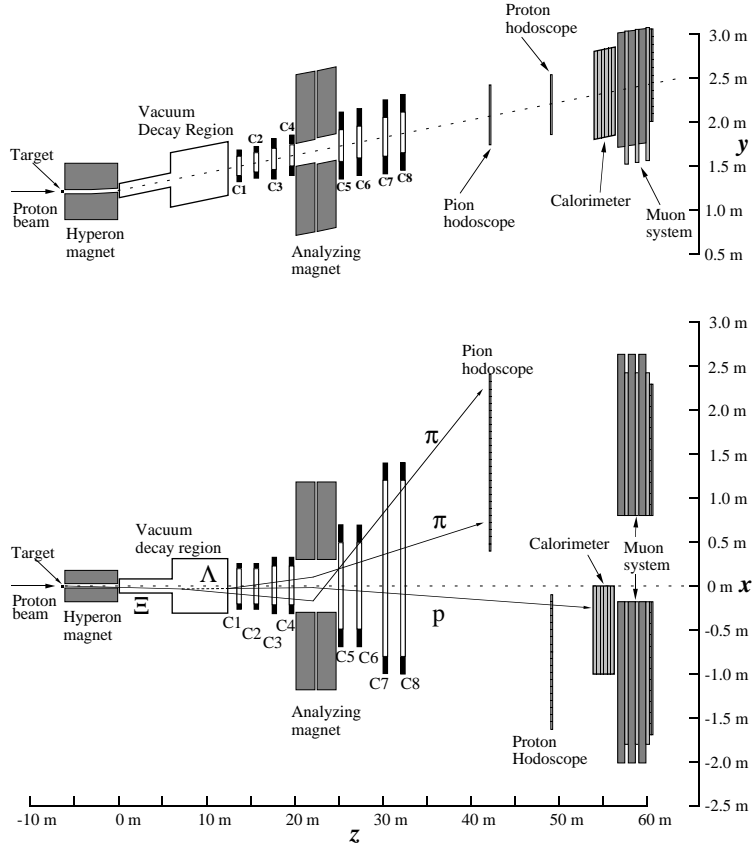 Proton
hodoscope
3.0 m
Vacuum
Decay Region
C2
C4
2.5 m
Target
2.0 m
y
C1
C3
C5
C6
C7
C8
1.5 m
Proton
beam
Hyperon
magnet
Pion
hodoscope
Calorimeter
Muon
system
1.0 m
Analyzing
magnet
0.5 m
3.0 m
Pion
hodoscope
2.5 m
2.0 m
π
1.5 m
π
1.0 m
Vacuum
decay region
Calorimeter
Muon
system
0.5 m
Target
Λ
0 m
x
Proton
beam
Ξ
p
Hyperon
magnet
C1
C2
C3
C4
-0.5 m
C5
C6
C7
C8
-1.0 m
Analyzing
magnet
Proton
Hodoscope
-1.5 m
-2.0 m
-2.5 m
-10 m
0 m
10 m
20 m
30 m
40 m
50 m
60 m
z